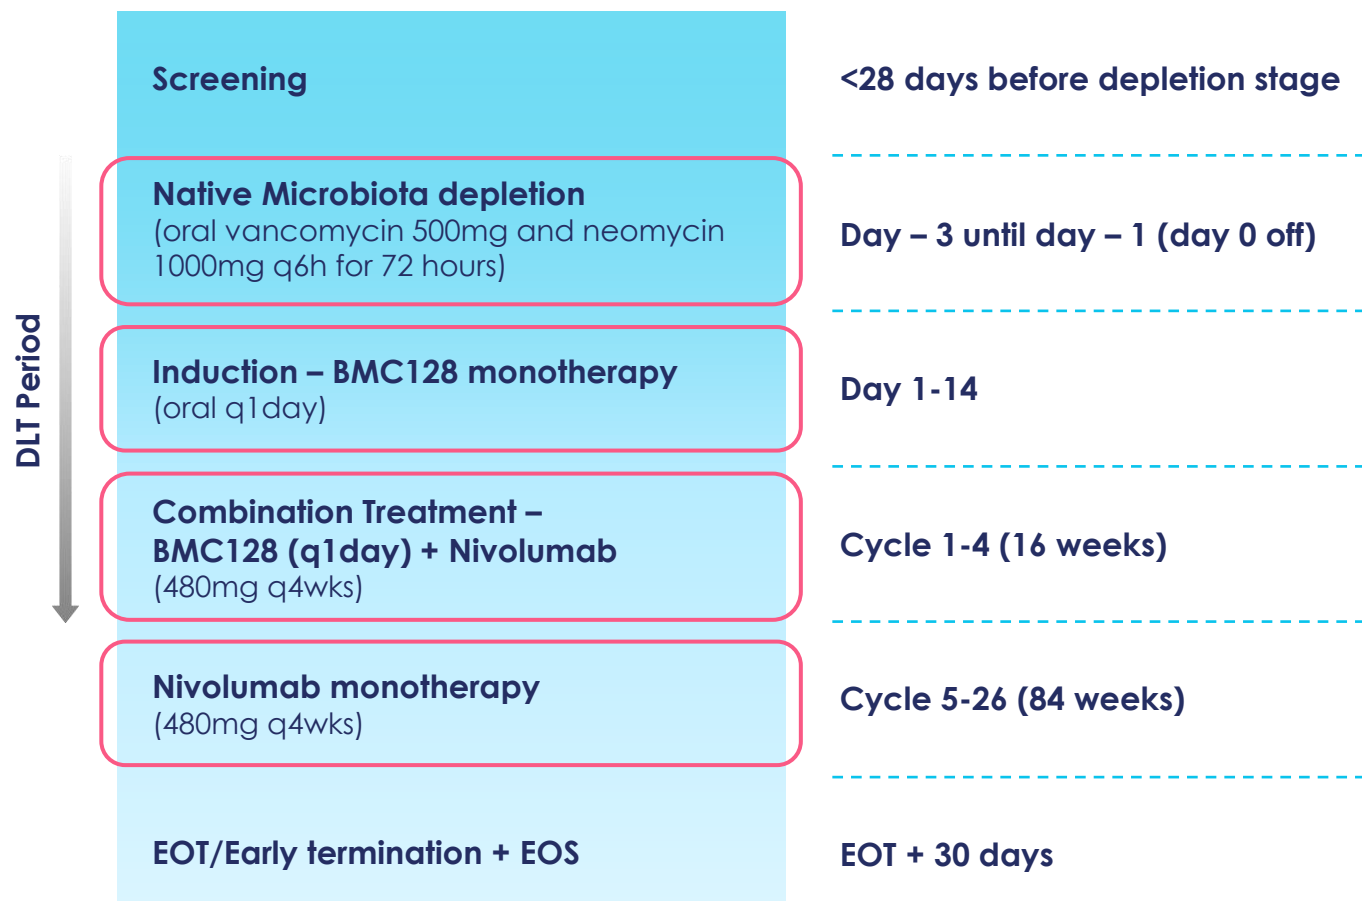 Screening
<28 days before depletion stage
Native Microbiota depletion
(oral vancomycin 500mg and neomycin
1000mg q6h for 72 hours)
Day – 3 until day – 1 (day 0 off)
DLT Period
Induction – BMC128 monotherapy
(oral q1day)
Day 1-14
Combination Treatment –
BMC128 (q1day) + Nivolumab
(480mg q4wks)
Cycle 1-4 (16 weeks)
Nivolumab monotherapy
(480mg q4wks)
Cycle 5-26 (84 weeks)
EOT/Early termination + EOS
EOT + 30 days